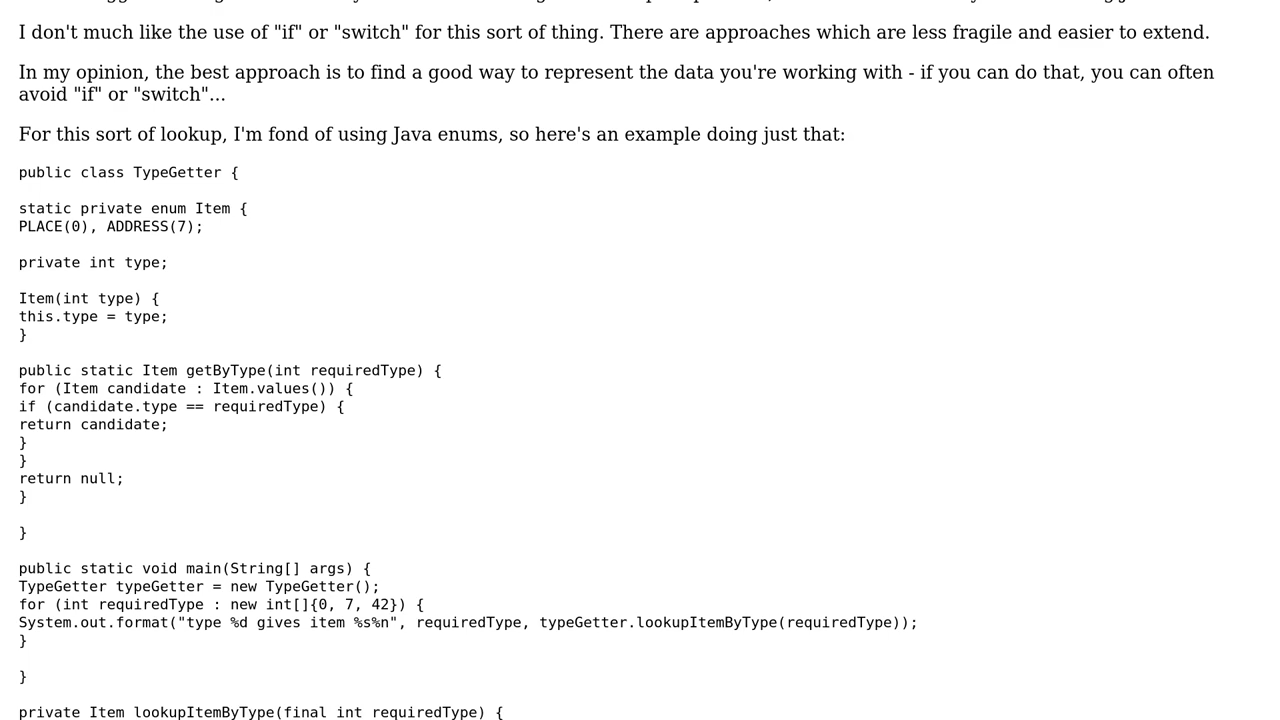 I don't much like the use of "if" or "switch" for this sort of thing. There are approaches which are less fragile and easier to extend.
In my opinion, the best approach is to find a good way to represent the data you're working with - if you can do that, you can often
avoid "if" or "switch"...
For this sort of lookup, I'm fond of using Java enums, so here's an example doing just that:
public class TypeGetter {
static private enum Item {
PLACE(0), ADDRESS(7);
private int type;
Item(int type) {
this.type = type;
}
public static Item getByType(int requiredType) {
for (Item candidate : Item.values()) {
if (candidate.type == requiredType) {
return candidate;
}
}
return null;
}
}
public static void main(String[] args) {
TypeGetter typeGetter = new TypeGetter();
for (int requiredType : new int[]{0, 7, 42}) {
System.out.format("type %d gives item %s%n", requiredType, typeGetter.lookupItemByType(requiredType));
}
}
private Item lookupItemByType(final int requiredType) {